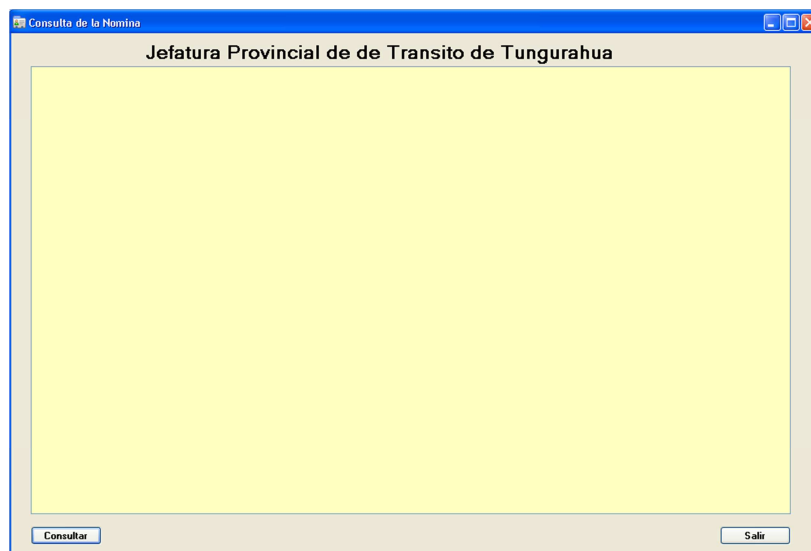 Consulta de la Nomina
Jefatura Provincial de de Transito de Tungurahua
Consultar
Salir